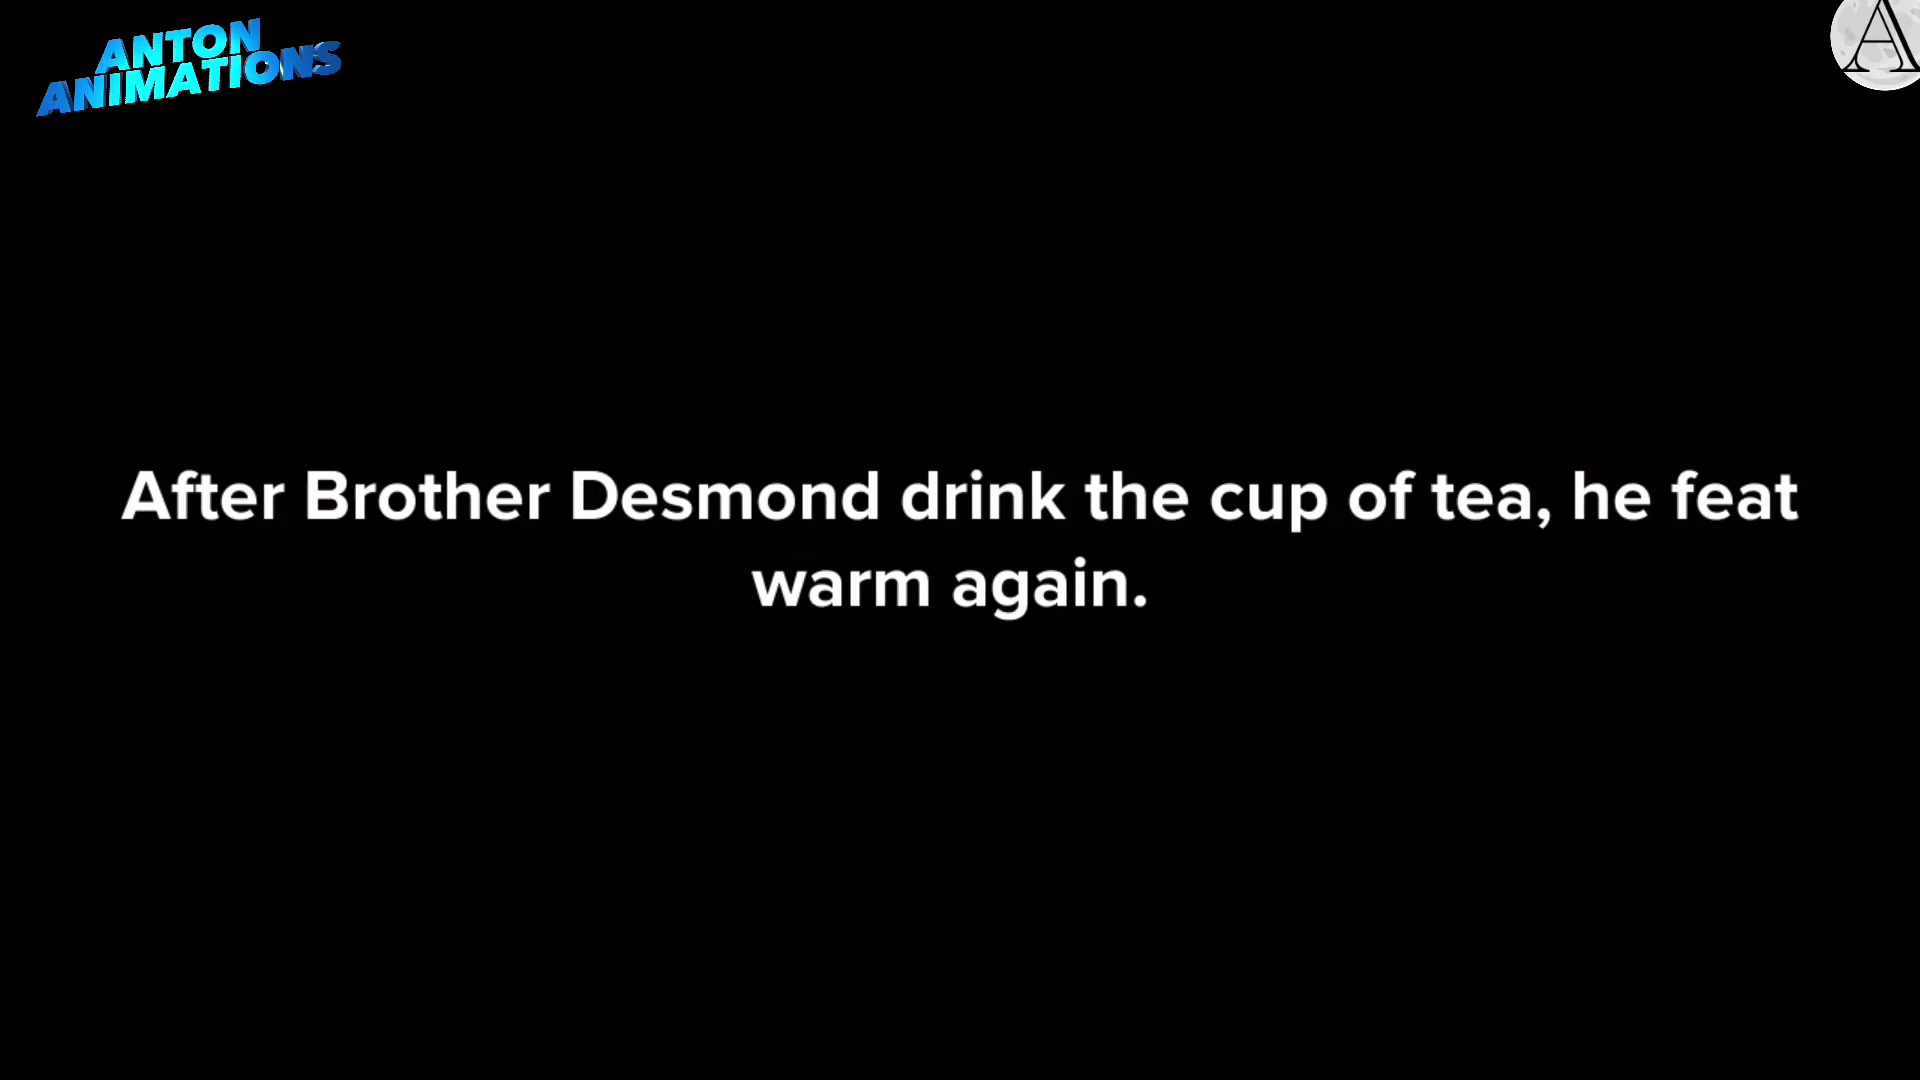 ANTON
ANIMATIONS
A
After Brother Desmond drink the cup of tea, he feat
warm again.